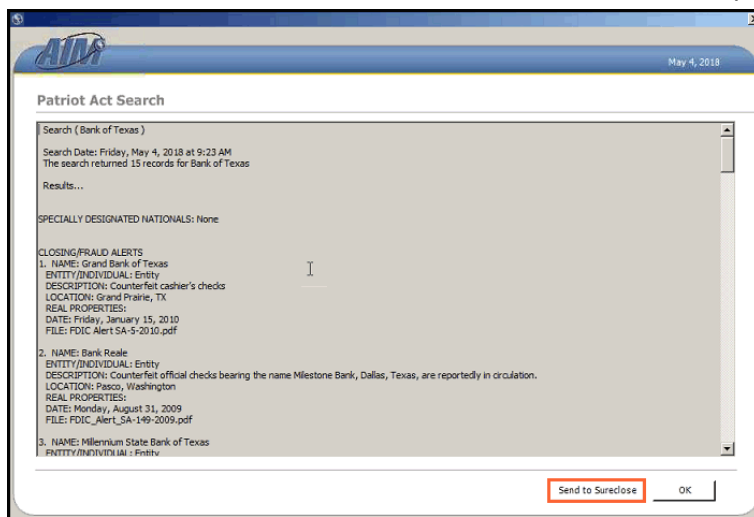 AIM
May 4, 2018
Patriot Act Search
Search ( Bank of Texas )
Search Date: Friday, May 4, 2018 at 9:23 AM
The search returned 15 records for Bank of Texas
Results...
SPECIALLY DESIGNATED NATIONALS: None
CLOSING/FRAUD ALERTS
1. NAME: Grand Bank of Texas
ENTITY/INDIVIDUAL: Entity
DESCRIPTION: Counterfeit cashier's checks
LOCATION: Grand Prairie, TX
REAL PROPERTIES:
DATE: Friday, January 15, 2010
FILE: FDIC Alert SA-5-2010.pdf
2. NAME: Bank Reale
ENTITY/INDIVIDUAL: Entity
DESCRIPTION: Counterfeit official checks bearing the name Milestone Bank, Dallas, Texas, are reportedly in circulation.
LOCATION: Pasco, Washington
REAL PROPERTIES:
DATE: Monday, August 31, 2009
FILE: FDIC_Alert_SA-149-2009.pdf
3. NAME: Millennium State Bank of Texas
ENTITY/INDIVIDUAL: Entity
Send to Sureclose
OK